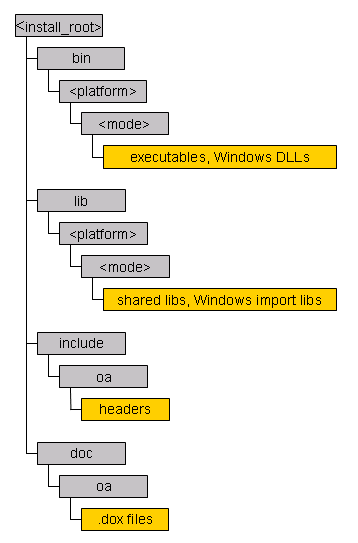 <install_root>
bin
<platform>
<mode>
executables, Windows DLLs
lib
<platform>
<mode>
shared libs, Windows import libs
include
oa
headers
doc
oa
.dox files